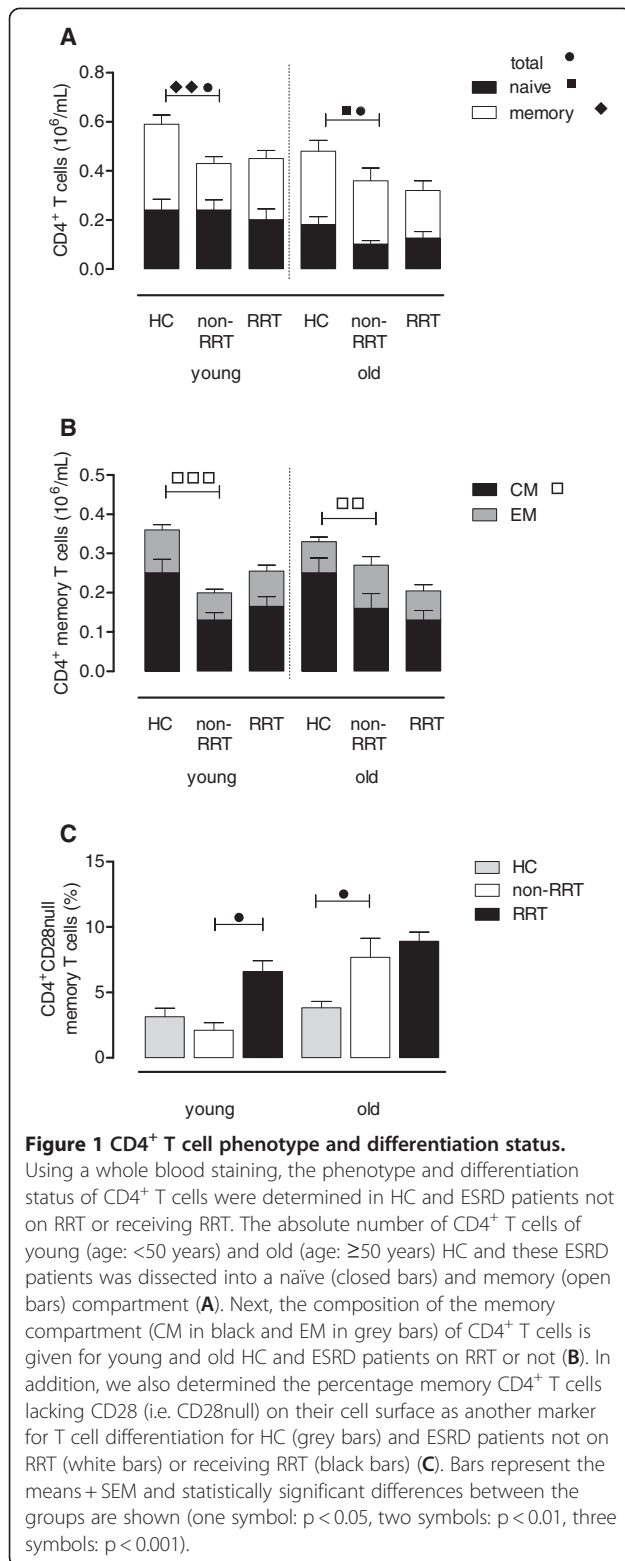 A
total ●
naive ■
memory ◆
◆◆●
■●
CD4+ T cells (10^6/mL)
0.8
0.6
0.4
0.2
0.0
HC non-RRT RRT HC non-RRT RRT
young old
B
□□□
□□
CM □
EM
CD4+ memory T cells (10^6/mL)
0.5
0.4
0.3
0.2
0.1
0.0
HC non-RRT RRT HC non-RRT RRT
young old
C
HC
non-RRT
RRT
● ●
CD4+CD28null
memory T cells (%)
15
10
5
0
young old
Figure 1 CD4+ T cell phenotype and differentiation status.
Using a whole blood staining, the phenotype and differentiation
status of CD4+ T cells were determined in HC and ESRD patients not
on RRT or receiving RRT. The absolute number of CD4+ T cells of
young (age: <50 years) and old (age: ≥50 years) HC and these ESRD
patients was dissected into a naïve (closed bars) and memory (open
bars) compartment (A). Next, the composition of the memory
compartment (CM in black and EM in grey bars) of CD4+ T cells is
given for young and old HC and ESRD patients on RRT or not (B). In
addition, we also determined the percentage memory CD4+ T cells
lacking CD28 (i.e. CD28null) on their cell surface as another marker
for T cell differentiation for HC (grey bars) and ESRD patients not on
RRT (white bars) or receiving RRT (black bars) (C). Bars represent the
means + SEM and statistically significant differences between the
groups are shown (one symbol: p < 0.05, two symbols: p < 0.01, three
symbols: p < 0.001).